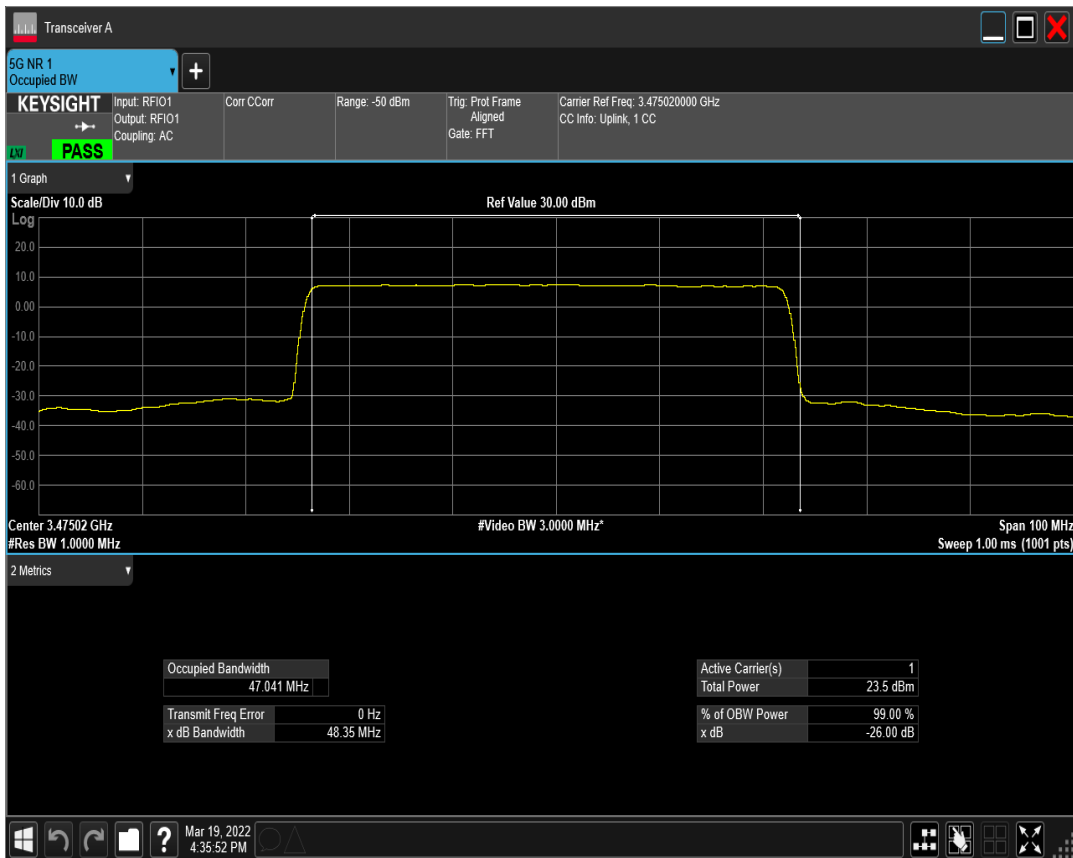 Transceiver A
5G NR 1
Occupied BW
+
KEYSIGHT
LXI
PASS
Input: RFIO1
Output: RFIO1
Coupling: AC
Corr CCorr
Range: -50 dBm
Trig: Prot Frame
Aligned
Gate: FFT
Carrier Ref Freq: 3.475020000 GHz
CC Info: Uplink, 1 CC
1 Graph
Scale/Div 10.0 dB
Ref Value 30.00 dBm
Log
20.0
10.0
0.00
-10.0
-20.0
-30.0
-40.0
-50.0
-60.0
Center 3.47502 GHz
#Video BW 3.0000 MHz*
Span 100 MHz
#Res BW 1.0000 MHz
Sweep 1.00 ms (1001 pts)
2 Metrics
Occupied Bandwidth
47.041 MHz
Transmit Freq Error 0 Hz
x dB Bandwidth 48.35 MHz
Active Carrier(s) 1
Total Power 23.5 dBm
% of OBW Power 99.00 %
x dB -26.00 dB
?
Mar 19, 2022
4:35:52 PM